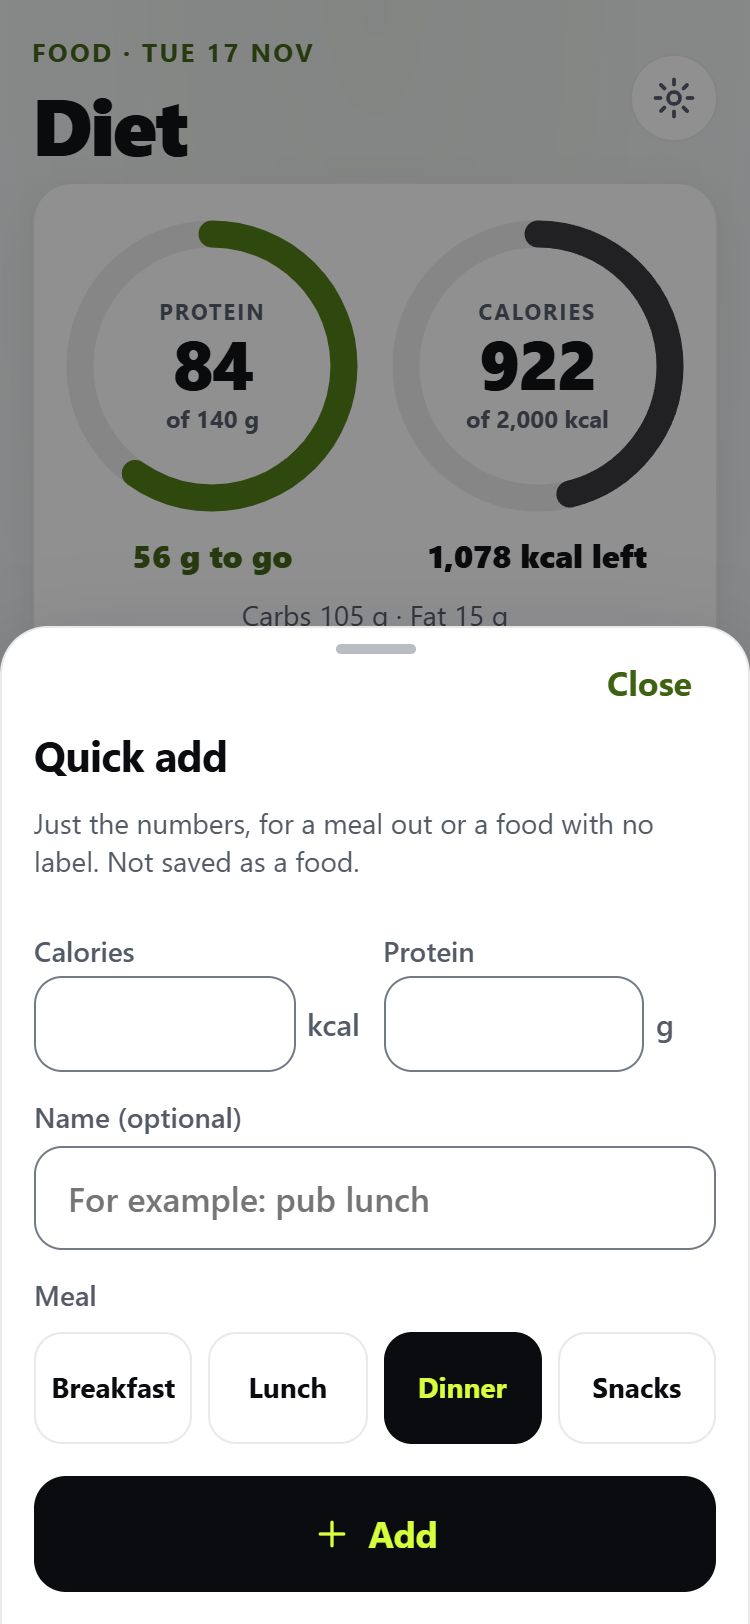 FOOD · TUE 17 NOV
Diet
PROTEIN
84
of 140 g
CALORIES
922
of 2,000 kcal
56 g to go
1,078 kcal left
Carbs 105 g · Fat 15 g
Close
Quick add
Just the numbers, for a meal out or a food with no
label. Not saved as a food.
Calories
kcal
Protein
g
Name (optional)
For example: pub lunch
Meal
Breakfast
Lunch
Dinner
Snacks
+ Add